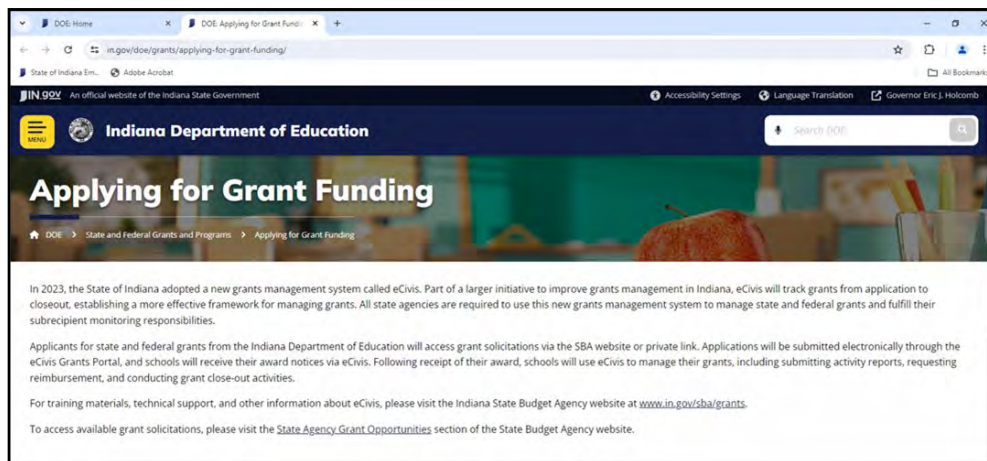 DOE: Home
DOE: Applying for Grant Fundi
in.gov/doe/grants/applying-for-grant-funding/
State of Indiana Em...
Adobe Acrobat
All Bookmark
IN.gov An official website of the Indiana State Government
Accessibility Settings
Language Translation
Governor Eric J. Holcomb
MENU
Indiana Department of Education
Search DOE
Applying for Grant Funding
DOE > State and Federal Grants and Programs > Applying for Grant Funding
In 2023, the State of Indiana adopted a new grants management system called eCivis. Part of a larger initiative to improve grants management in Indiana, eCivis will track grants from application to
closeout, establishing a more effective framework for managing grants. All state agencies are required to use this new grants management system to manage state and federal grants and fulfill their
subrecipient monitoring responsibilities.
Applicants for state and federal grants from the Indiana Department of Education will access grant solicitations via the SBA website or private link. Applications will be submitted electronically through the
eCivis Grants Portal, and schools will receive their award notices via eCivis. Following receipt of their award, schools will use eCivis to manage their grants, including submitting activity reports, requesting
reimbursement, and conducting grant close-out activities.
For training materials, technical support, and other information about eCivis, please visit the Indiana State Budget Agency website at www.in.gov/sba/grants.
To access available grant solicitations, please visit the State Agency Grant Opportunities section of the State Budget Agency website.